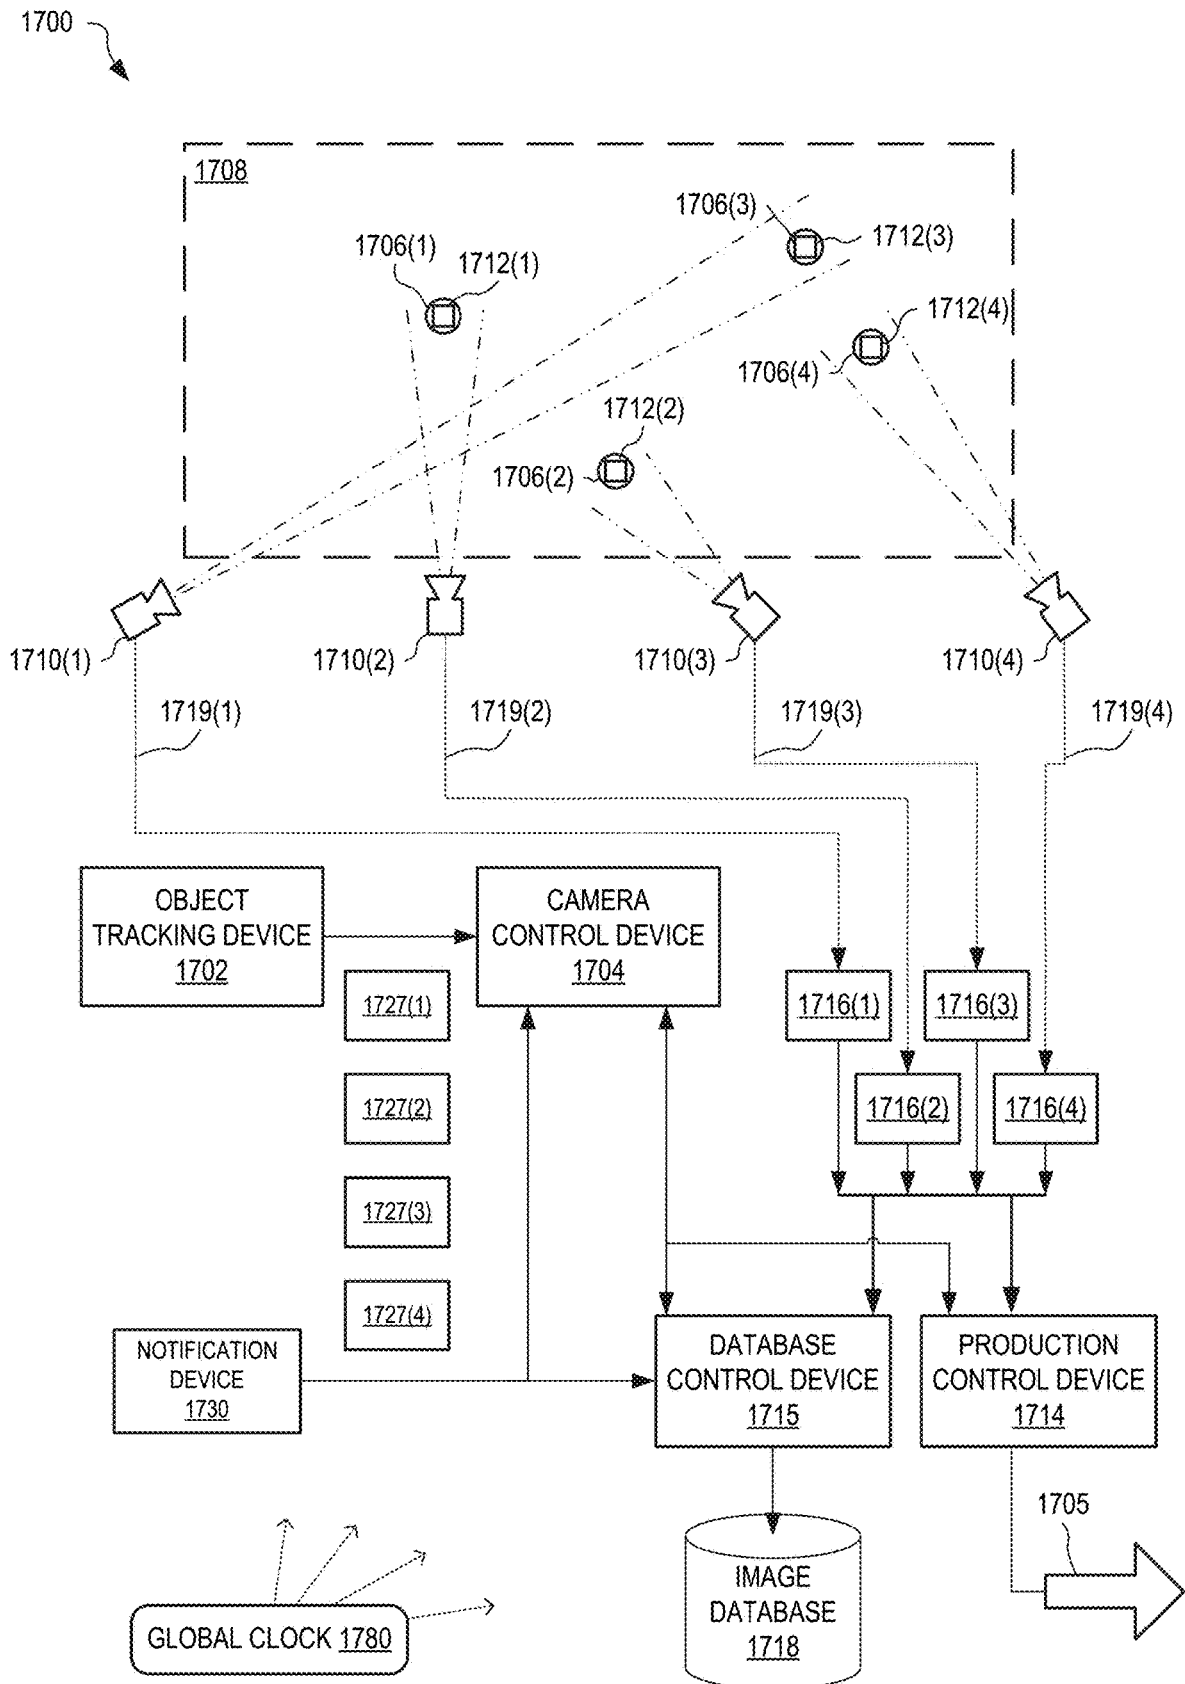 1700
1708
1706(3)
1712(3)
1706(1)
1712(1)
1712(4)
1706(4)
1712(2)
1706(2)
1710(1)
1710(2)
1710(3)
1710(4)
1719(1)
1719(2)
1719(3)
1719(4)
OBJECT
TRACKING DEVICE
1702
CAMERA
CONTROL DEVICE
1704
1716(1)
1716(3)
1716(2)
1716(4)
1727(1)
1727(2)
1727(3)
1727(4)
NOTIFICATION
DEVICE
1730
DATABASE
CONTROL DEVICE
1715
PRODUCTION
CONTROL DEVICE
1714
1705
IMAGE
DATABASE
1718
GLOBAL CLOCK 1780